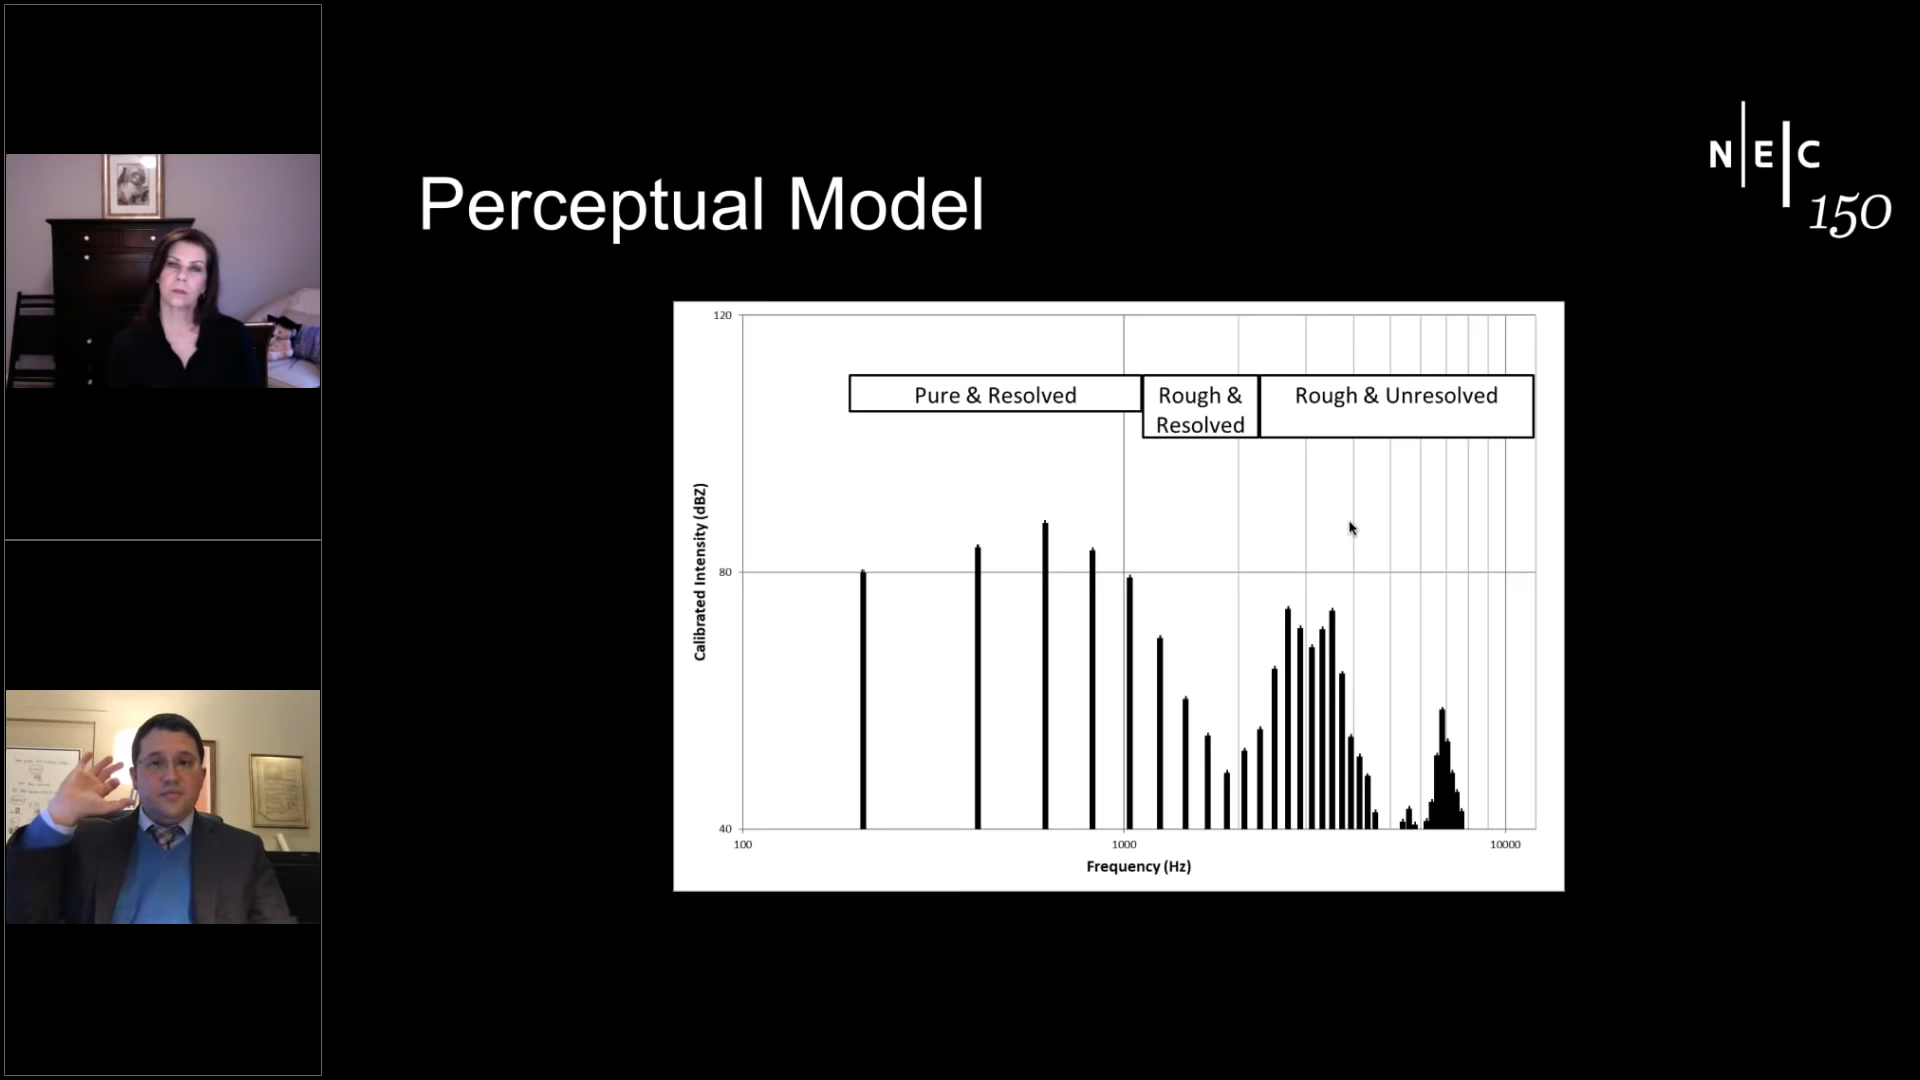 Perceptual Model
N E C
150
120
Pure & Resolved
Rough &
Resolved
Rough & Unresolved
Calibrated Intensity (dBZ)
80
40
100
1000
10000
Frequency (Hz)